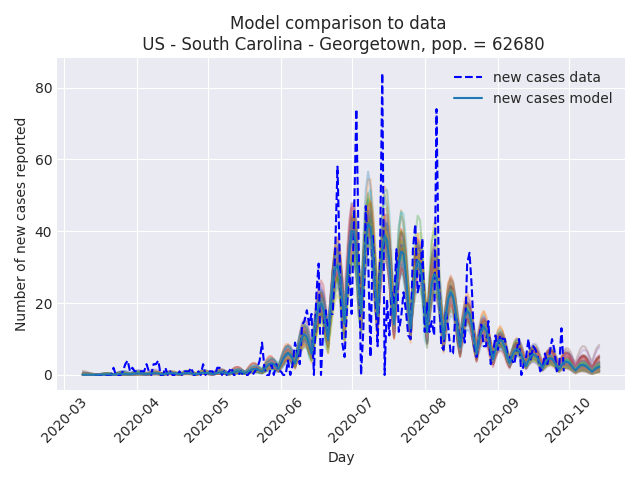 Model comparison to data
US - South Carolina - Georgetown, pop. = 62680
new cases data
new cases model
Number of new cases reported
80
60
40
20
0
2020-03
2020-04
2020-05
2020-06
2020-07
2020-08
2020-09
2020-10
Day